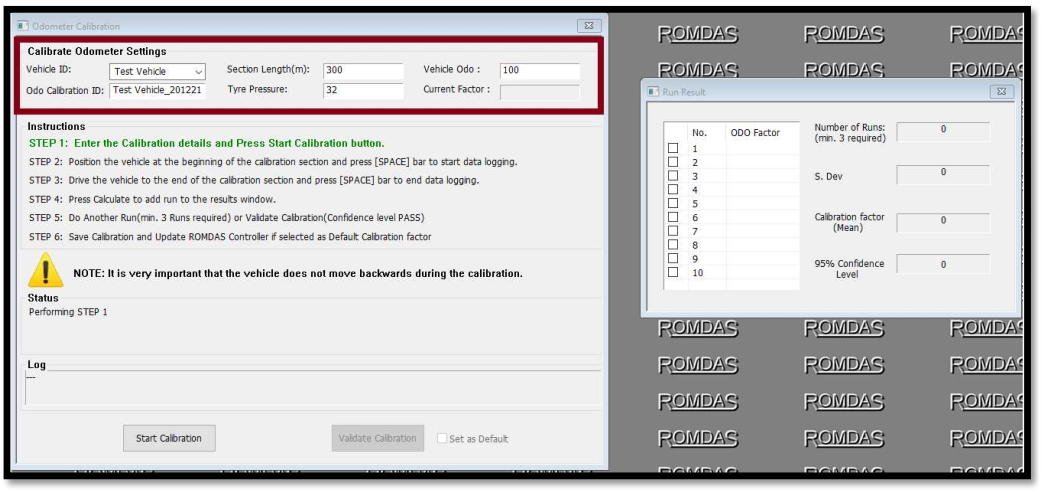 Odometer Calibration
Calibrate Odometer Settings
Vehicle ID: Test Vehicle Section Length(m): 300 Vehicle Odo : 100
Odo Calibration ID: Test Vehicle_201221 Tyre Pressure: 32 Current Factor :
Instructions
STEP 1: Enter the Calibration details and Press Start Calibration button.
STEP 2: Position the vehicle at the beginning of the calibration section and press [SPACE] bar to start data logging.
STEP 3: Drive the vehicle to the end of the calibration section and press [SPACE] bar to end data logging.
STEP 4: Press Calculate to add run to the results window.
STEP 5: Do Another Run(min. 3 Runs required) or Validate Calibration(Confidence level PASS)
STEP 6: Save Calibration and Update ROMDAS Controller if selected as Default Calibration factor
NOTE: It is very important that the vehicle does not move backwards during the calibration.
Status
Performing STEP 1
Log
---
Start Calibration Validate Calibration Set as Default
ROMDAS ROMDAS ROMDAS
ROMDAS ROMDAS ROMDAS
Run Result
No. ODO Factor
1
2
3
4
5
6
7
8
9
10
Number of Runs: 0
(min. 3 required)
S. Dev 0
Calibration factor 0
(Mean)
95% Confidence 0
Level
ROMDAS ROMDAS ROMDAS
ROMDAS ROMDAS ROMDAS
ROMDAS ROMDAS ROMDAS
ROMDAS ROMDAS ROMDAS